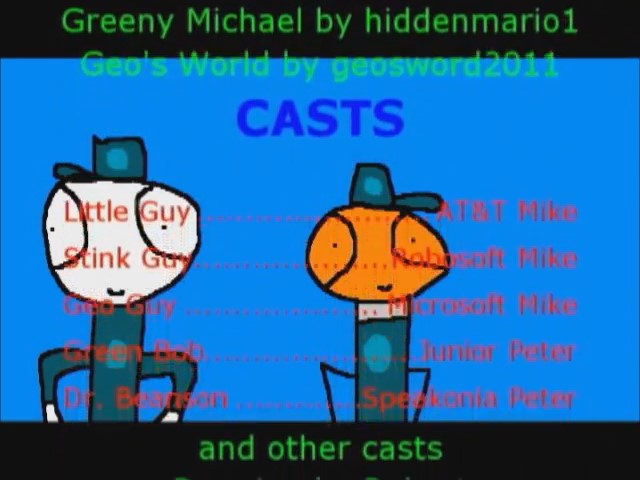 Greeny Michael by hiddenmario1
Geo's World by geosword2011
CASTS
Little Guy ........................ AT&T Mike
Stink Guy........................Robosoft Mike
Geo Guy ..................... Microsoft Mike
Green Bob........................Junior Peter
Dr. Beanson ..............Speakonia Peter
and other casts